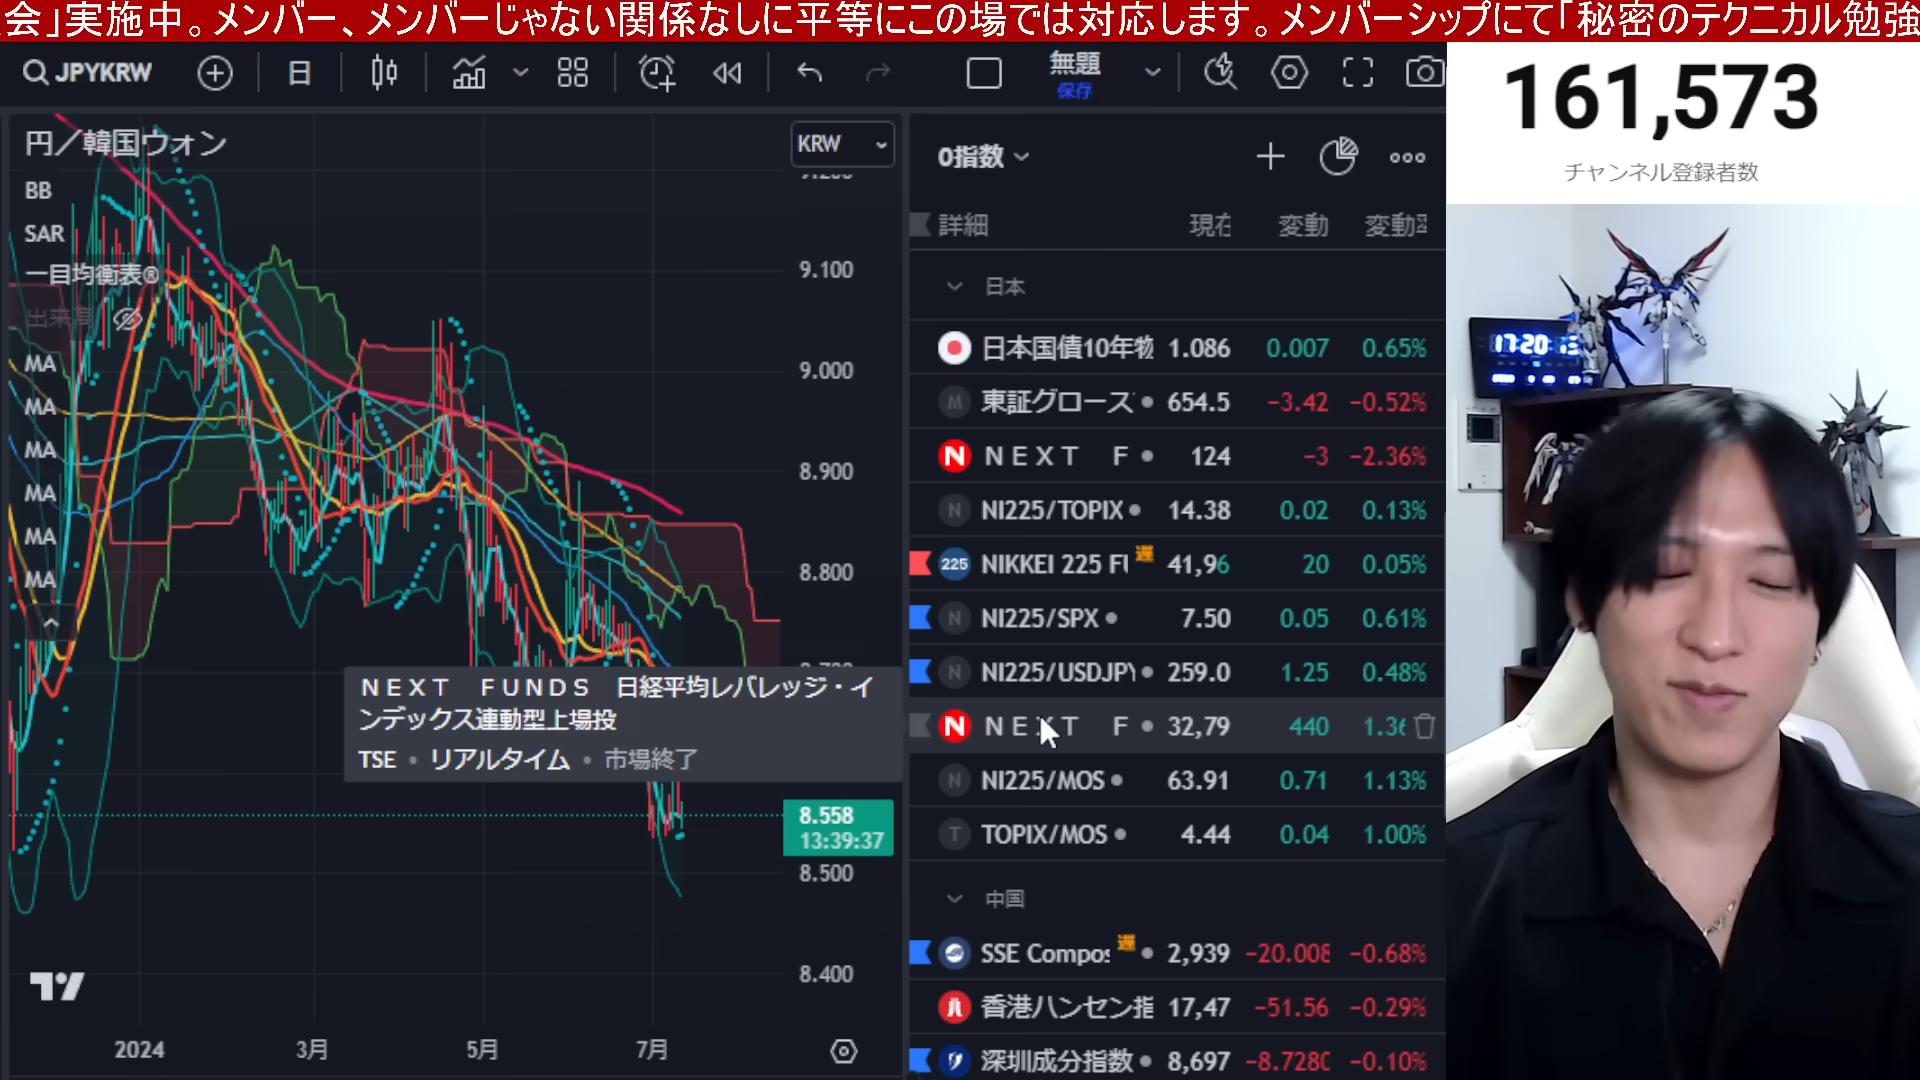 会」実施中。メンバー、メンバーじゃない関係なしに平等にこの場では対応します。メンバーシップにて「秘密のテクニカル勉強
JPYKRW
日
無題
保存
161,573
チャンネル登録者数
円／韓国ウォン
KRW
BB
SAR
一目均衡表®
出来高
MA
MA
MA
MA
MA
MA
9.100
9.000
8.900
8.800
8.558
13:39:37
8.500
8.400
2024
3月
5月
7月
NEXT FUNDS 日経平均レバレッジ・イ
ンデックス連動型上場投
TSE • リアルタイム • 市場終了
0指数
詳細 現在 変動
日本
日本国債10年物 1.086 0.007 0.65%
M 東証グロース 654.5 −3.42 −0.52%
N NEXT F 124 −3 −2.36%
N NI225/TOPIX 14.38 0.02 0.13%
225 NIKKEI 225 FU 遅 41,96 20 0.05%
N NI225/SPX 7.50 0.05 0.61%
N NI225/USDJPY 259.0 1.25 0.48%
N NEXT F 32,79 440 1.36
N NI225/MOS 63.91 0.71 1.13%
T TOPIX/MOS 4.44 0.04 1.00%
中国
SSE Compos 遅 2,939 −20.008 −0.68%
香港ハンセン指 17,47 −51.56 −0.29%
深圳成分指数 8,697 −8.7280 −0.10%
17:20